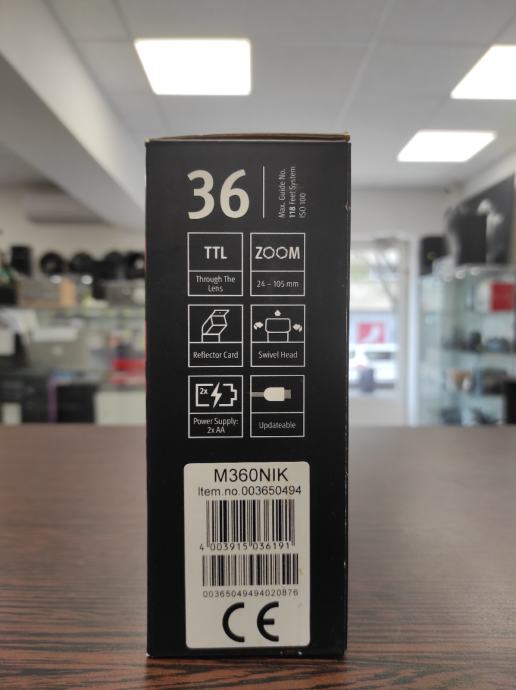 36
Max. Guide No.
118 Feet System
ISO 100
TTL
Through The
Lens
ZOOM
24 – 105 mm
Reflector Card
Swivel Head
2x
Power Supply:
2x AA
Updateable
M360NIK
Item.no.003650494
4 003915 036191
00365049494020876
CE